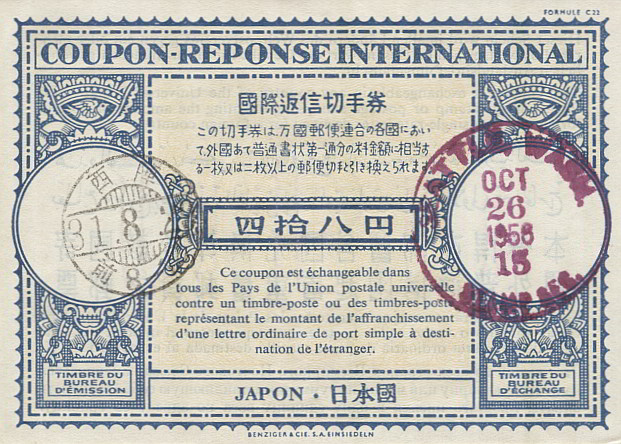 FORMULE C22
COUPON-REPONSE INTERNATIONAL
國際返信切手券
この切手券は、万國郵便連合の各國におい
て、外國あて普通書状第一通分の料金額に相当す
る一枚又は二枚以上の郵便切手と引き換えられます
四拾八円
31.8.2
前
8
OCT
26
1956
15
Ce coupon est échangeable dans
tous les Pays de l'Union postale universelle
contre un timbre-poste ou des timbres-poste
représentant le montant de l'affranchissement
d'une lettre ordinaire de port simple à desti-
nation de l'étranger.
TIMBRE DU
BUREAU
D'ÉMISSION
JAPON · 日本國
TIMBRE DU
BUREAU
D'ÉCHANGE
BENZIGER & CIE. S.A. EINSIEDELN